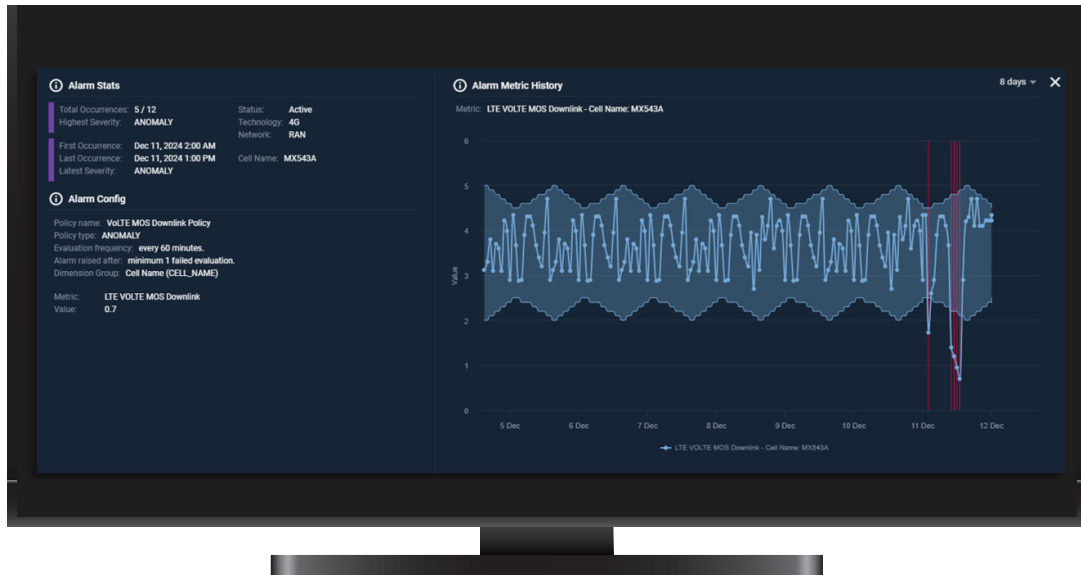 Alarm Stats
Total Occurrences: 5 / 12
Highest Severity: ANOMALY
First Occurrence: Dec 11, 2024 2:00 AM
Last Occurrence: Dec 11, 2024 1:00 PM
Latest Severity: ANOMALY
Status: Active
Technology: 4G
Network: RAN
Cell Name: MX543A
Alarm Config
Policy name: VoLTE MOS Downlink Policy
Policy type: ANOMALY
Evaluation frequency: every 60 minutes.
Alarm raised after: minimum 1 failed evaluation.
Dimension Group: Cell Name (CELL_NAME)
Metric: LTE VOLTE MOS Downlink
Value: 0.7
Alarm Metric History
8 days
Metric: LTE VOLTE MOS Downlink - Cell Name: MX543A
Value
6
5
4
3
2
1
0
5 Dec 6 Dec 7 Dec 8 Dec 9 Dec 10 Dec 11 Dec 12 Dec
LTE VOLTE MOS Downlink - Cell Name: MX543A